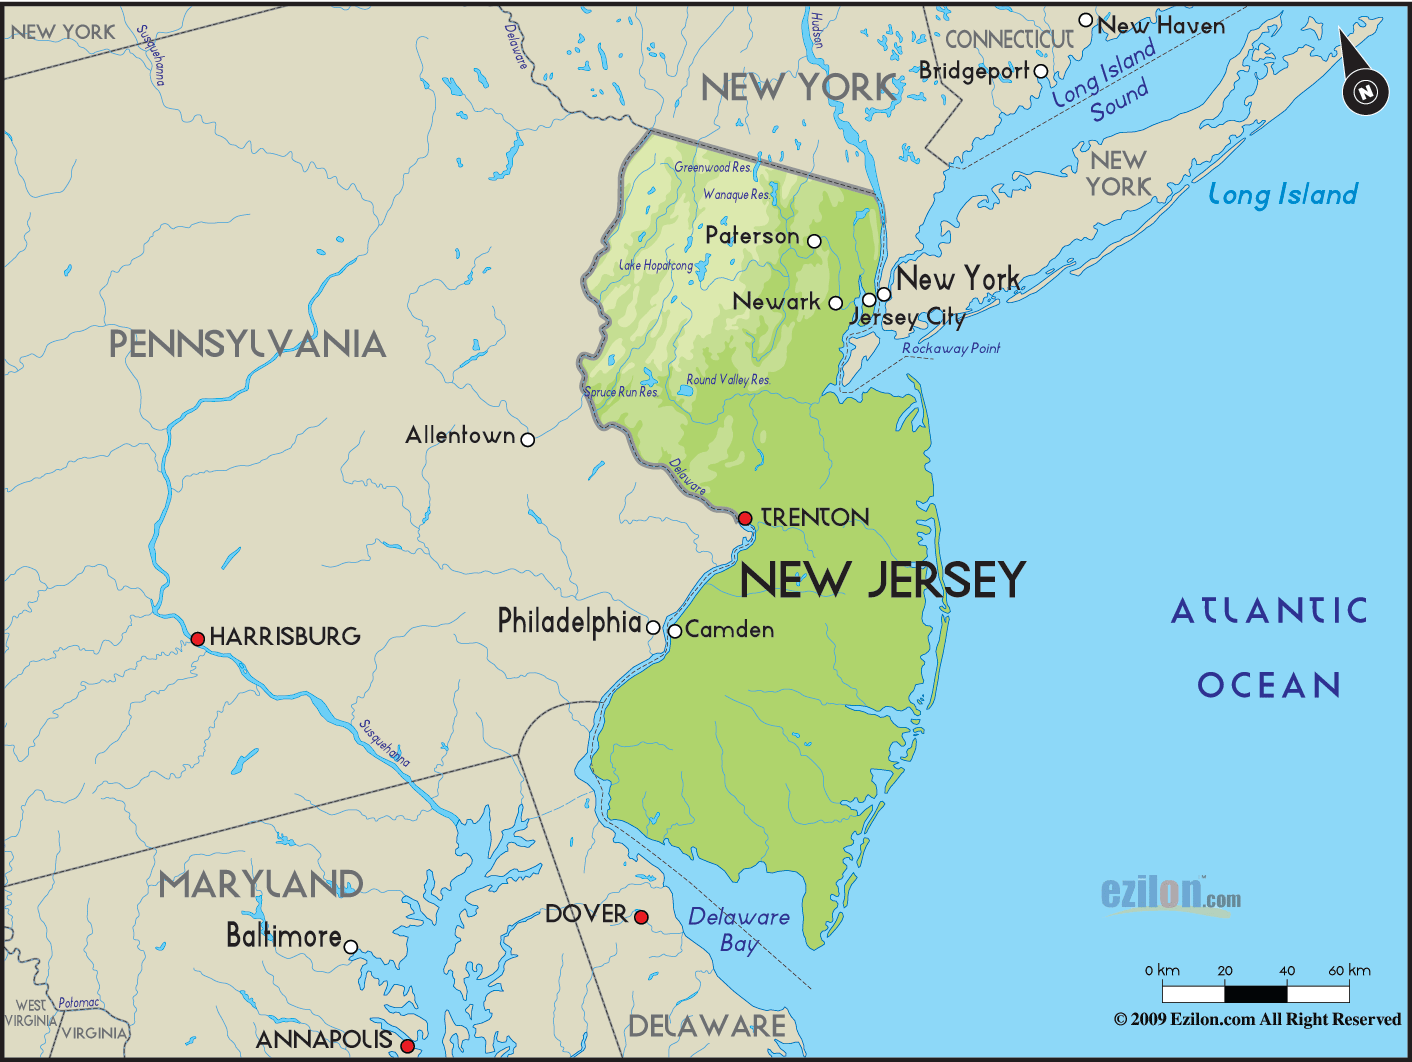 NEW YORK
Susquehanna
Delaware
Hudson
CONNECTICUT
New Haven
Bridgeport
Long Island
Sound
N
NEW YORK
NEW
YORK
Long Island
Greenwood Res.
Wanaque Res.
Paterson
Lake Hopatcong
New York
Newark
Jersey City
Rockaway Point
PENNSYLVANIA
Round Valley Res.
Spruce Run Res.
Allentown
Delaware
TRENTON
NEW JERSEY
ATLANTIC
OCEAN
Philadelphia
Camden
HARRISBURG
Susquehanna
MARYLAND
Baltimore
DOVER
Delaware
Bay
ezilon.com
WEST
VIRGINIA
Potomac
VIRGINIA
ANNAPOLIS
DELAWARE
0 km 20 40 60 km
© 2009 Ezilon.com All Right Reserved